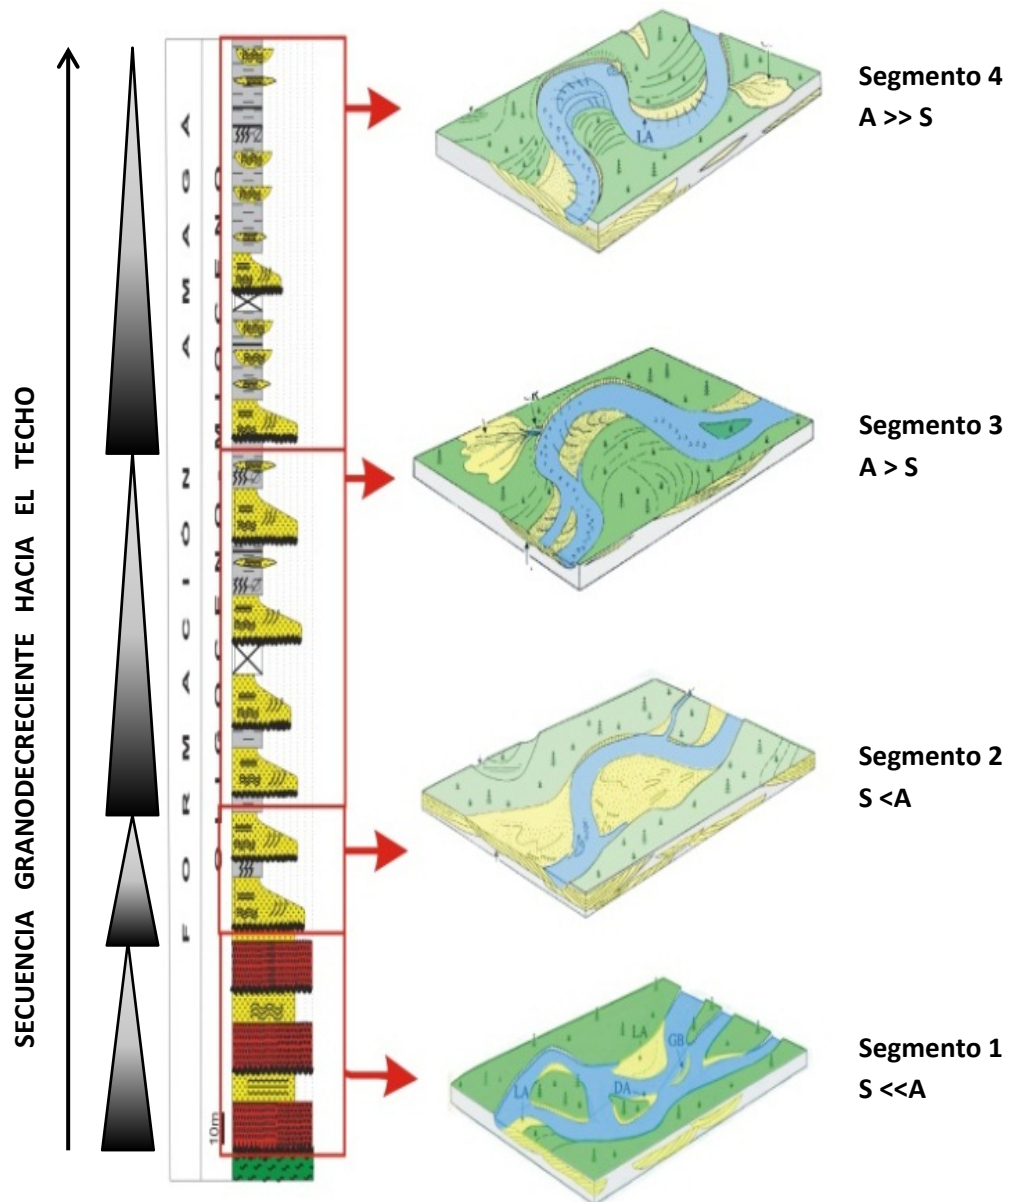 SECUENCIA GRANODECRECIENTE HACIA EL TECHO
FORMACIÓN AMAGA
OLIGOCENO - MIOCENO
10m
LA
Segmento 4
A >> S
Segmento 3
A > S
Segmento 2
S <A
LA
GB
DA
LA
Segmento 1
S <<A